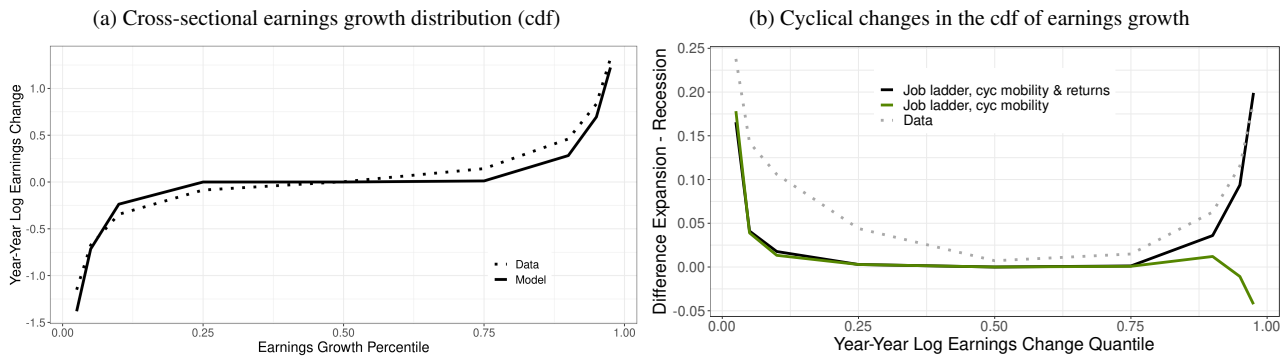 (a) Cross-sectional earnings growth distribution (cdf)
Year-Year Log Earnings Change
1.0
0.5
0.0
-0.5
-1.0
-1.5
0.00
0.25
0.50
0.75
1.00
Earnings Growth Percentile
Data
Model
(b) Cyclical changes in the cdf of earnings growth
Difference Expansion - Recession
0.25
0.20
0.15
0.10
0.05
0.00
-0.05
0.00
0.25
0.50
0.75
1.00
Year-Year Log Earnings Change Quantile
Job ladder, cyc mobility & returns
Job ladder, cyc mobility
Data